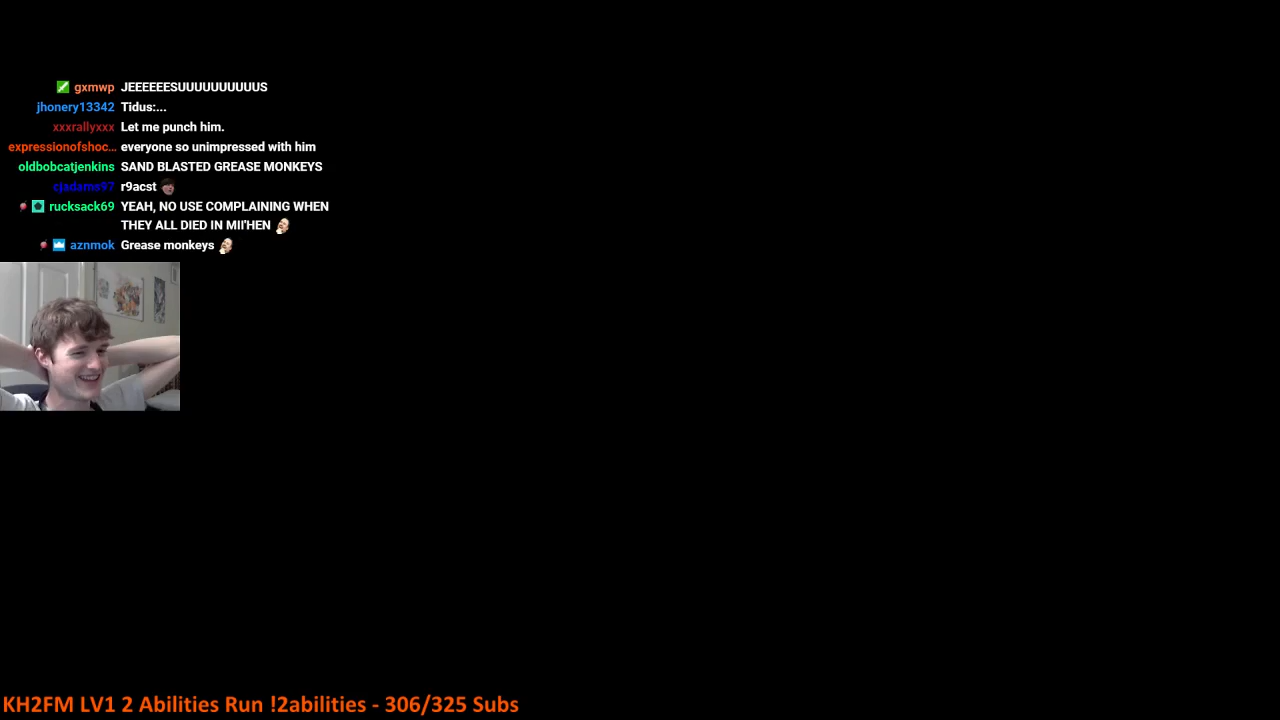 gxmwp JEEEEEESUUUUUUUUUUS
jhonery13342 Tidus:...
xxxrallyxxx Let me punch him.
expressionofshoc... everyone so unimpressed with him
oldbobcatjenkins SAND BLASTED GREASE MONKEYS
cjadams97 r9acst
rucksack69 YEAH, NO USE COMPLAINING WHEN
THEY ALL DIED IN MII'HEN
aznmok Grease monkeys
KH2FM LV1 2 Abilities Run !2abilities - 306/325 Subs